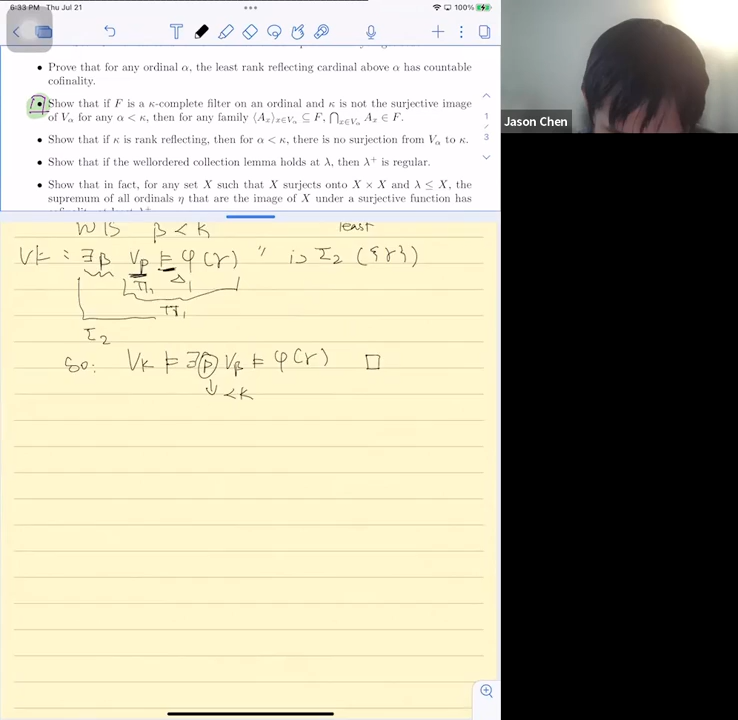 6:33 PM Thu Jul 21
100%
• Prove that for any ordinal α, the least rank reflecting cardinal above α has countable
cofinality.
• Show that if F is a κ-complete filter on an ordinal and κ is not the surjective image
of V_α for any α < κ, then for any family ⟨A_x⟩_{x∈V_α} ⊆ F, ⋂_{x∈V_α} A_x ∈ F.
• Show that if κ is rank reflecting, then for α < κ, there is no surjection from V_α to κ.
• Show that if the wellordered collection lemma holds at λ, then λ⁺ is regular.
• Show that in fact, for any set X such that X surjects onto X × X and λ ≤ X, the
supremum of all ordinals η that are the image of X under a surjective function has
1
/
3
Jason Chen
WTS β < κ least
∃β V_β ⊨ φ(γ) " is Σ₂ ({γ})
Π₁ Δ₁
Π₁
Σ₂
So: Vκ ⊨ ∃β V_β ⊨ φ(γ) □
↓ <κ